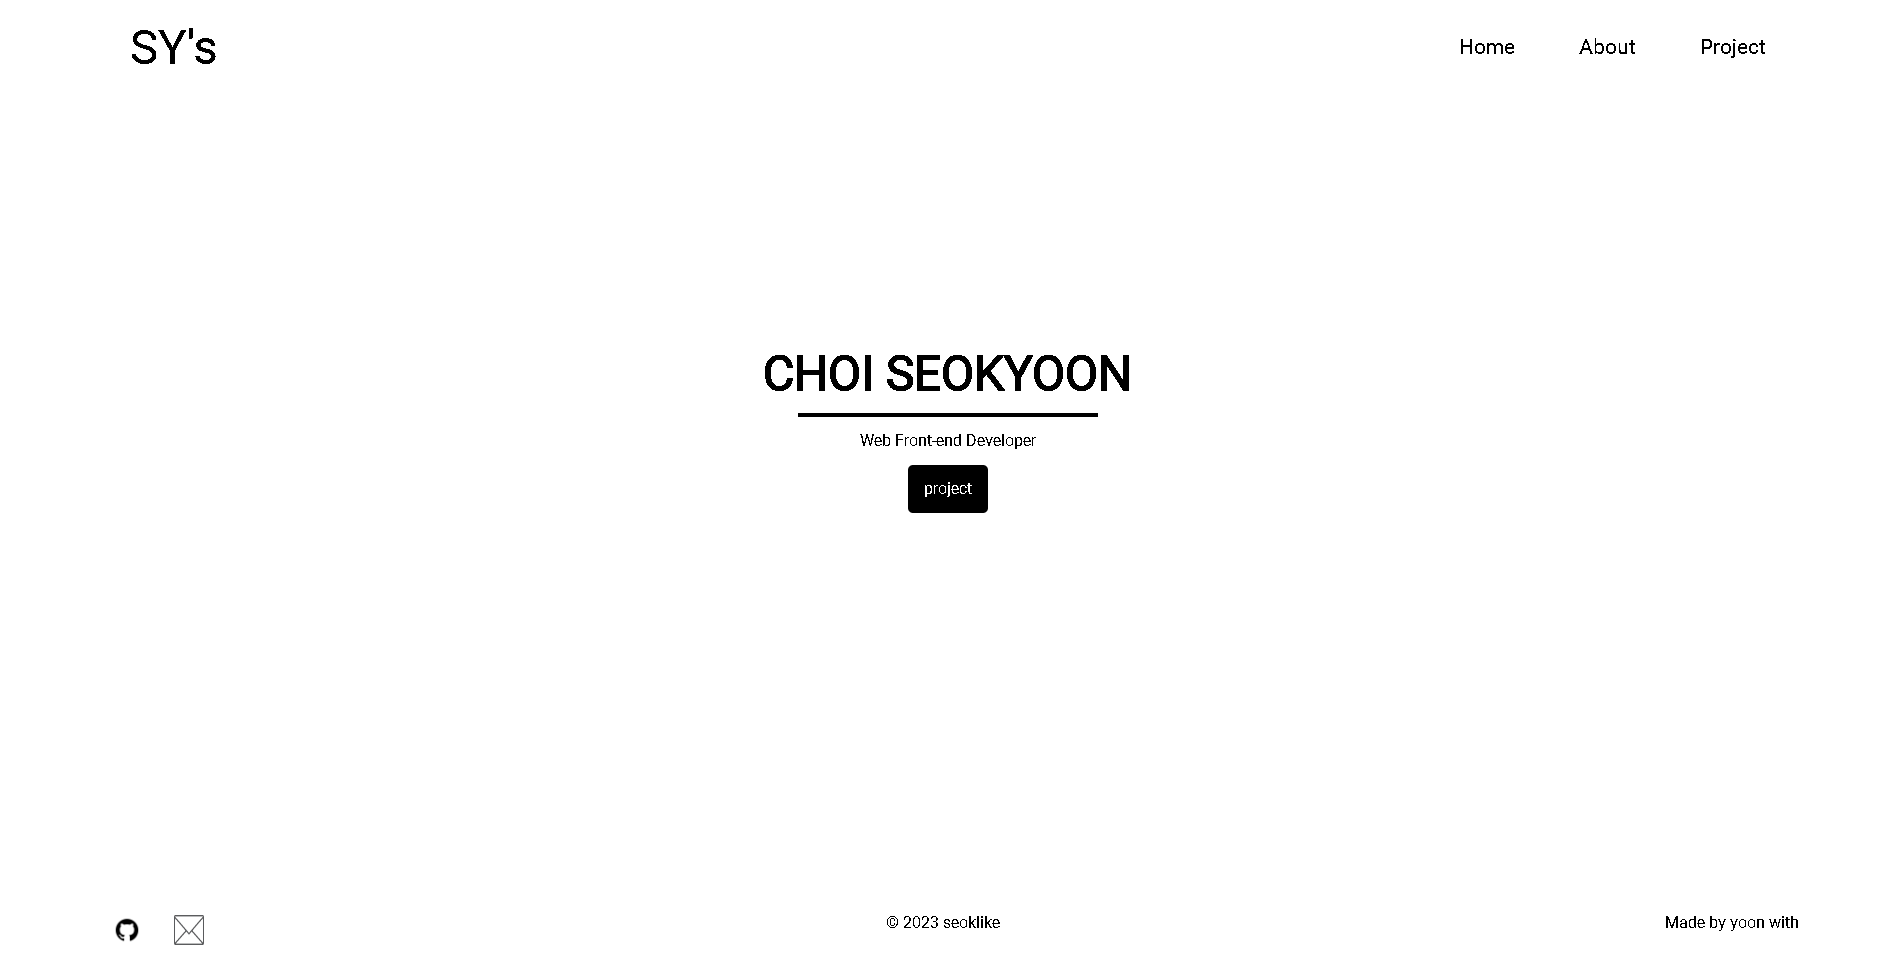 SY's
Home About Project
CHOI SEOKYOON
Web Front-end Developer
project
© 2023 seoklike
Made by yoon with